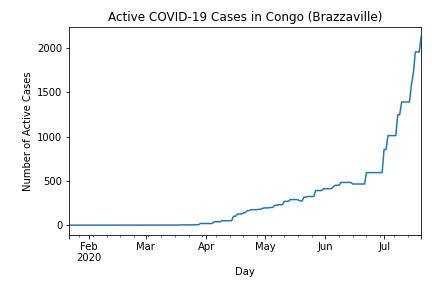 Active COVID-19 Cases in Congo (Brazzaville)
Number of Active Cases
2000
1500
1000
500
0
Feb Mar Apr May Jun Jul
2020
Day